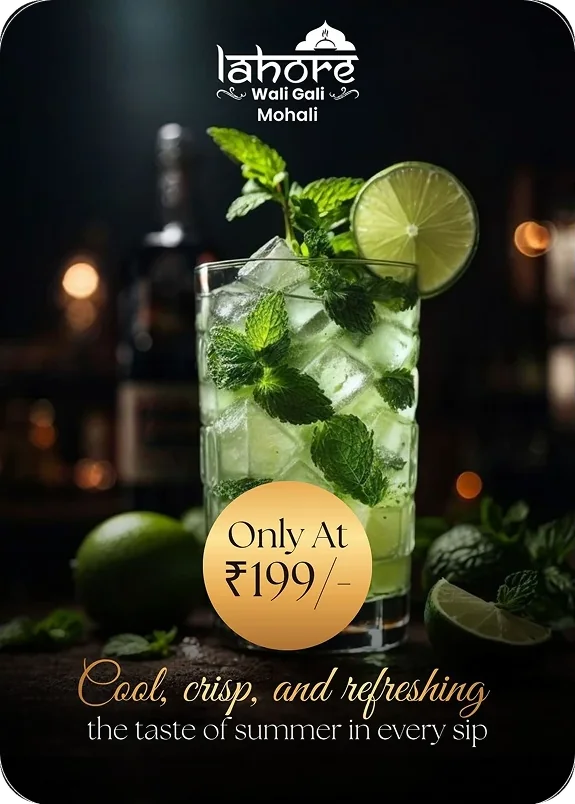 lahore
Wali Gali
Mohali
Only At
₹199/-
Cool, crisp, and refreshing
the taste of summer in every sip